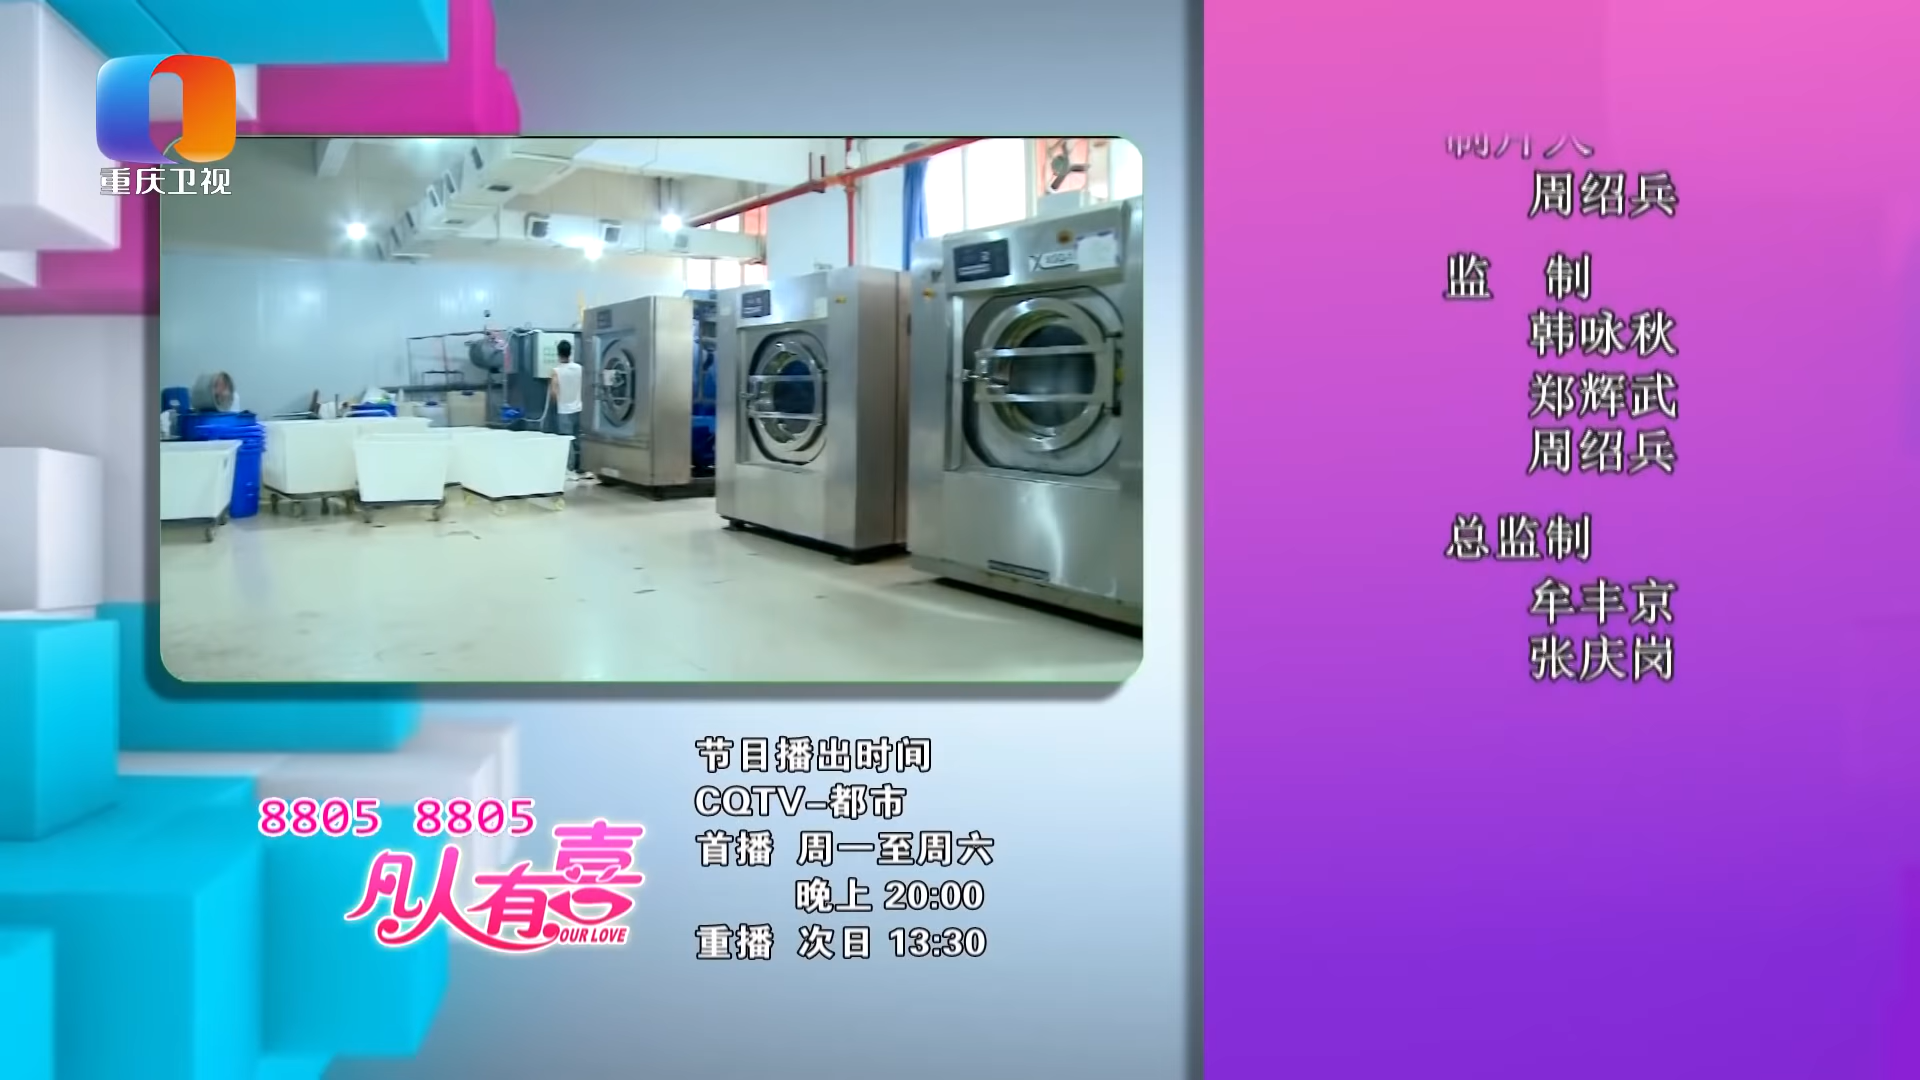 重庆卫视
制片人
周绍兵
监 制
韩咏秋
郑辉武
周绍兵
总监制
牟丰京
张庆岗
节目播出时间
CQTV-都市
首播 周一至周六
晚上 20:00
重播 次日 13:30
8805 8805
凡人有喜
OUR LOVE